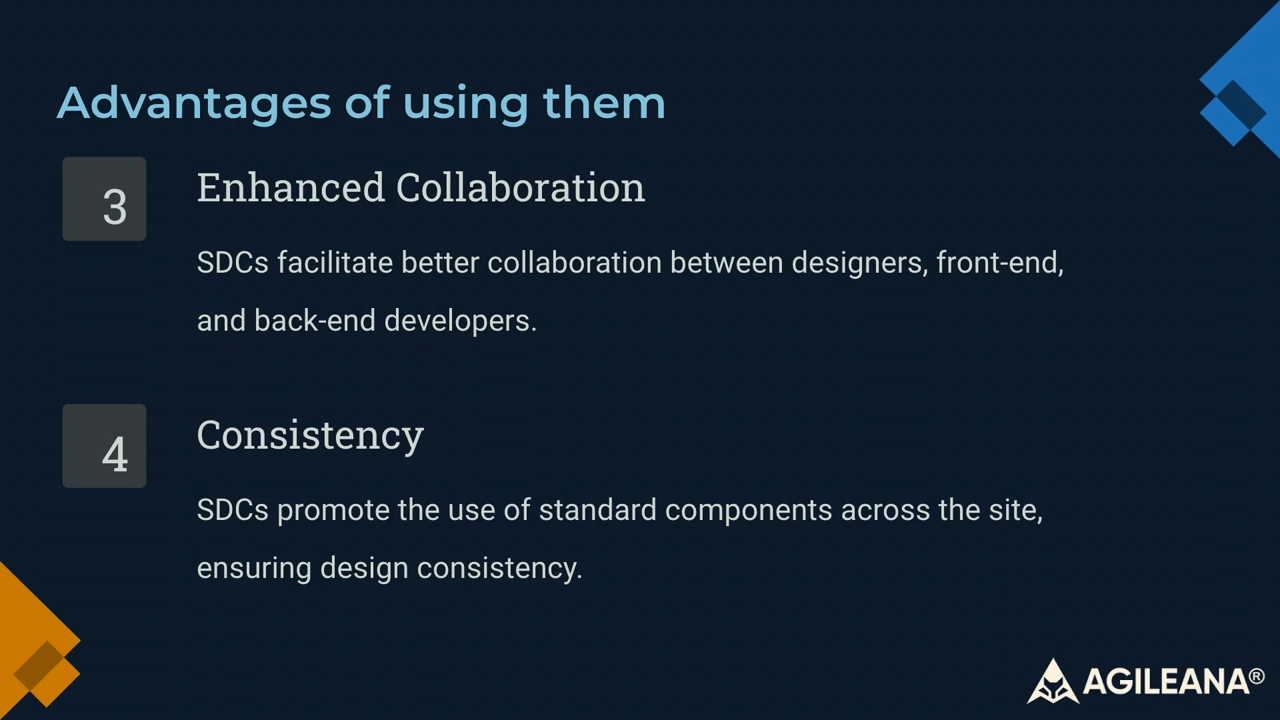 Advantages of using them
3
Enhanced Collaboration
SDCs facilitate better collaboration between designers, front-end,
and back-end developers.
4
Consistency
SDCs promote the use of standard components across the site,
ensuring design consistency.
AGILEANA®